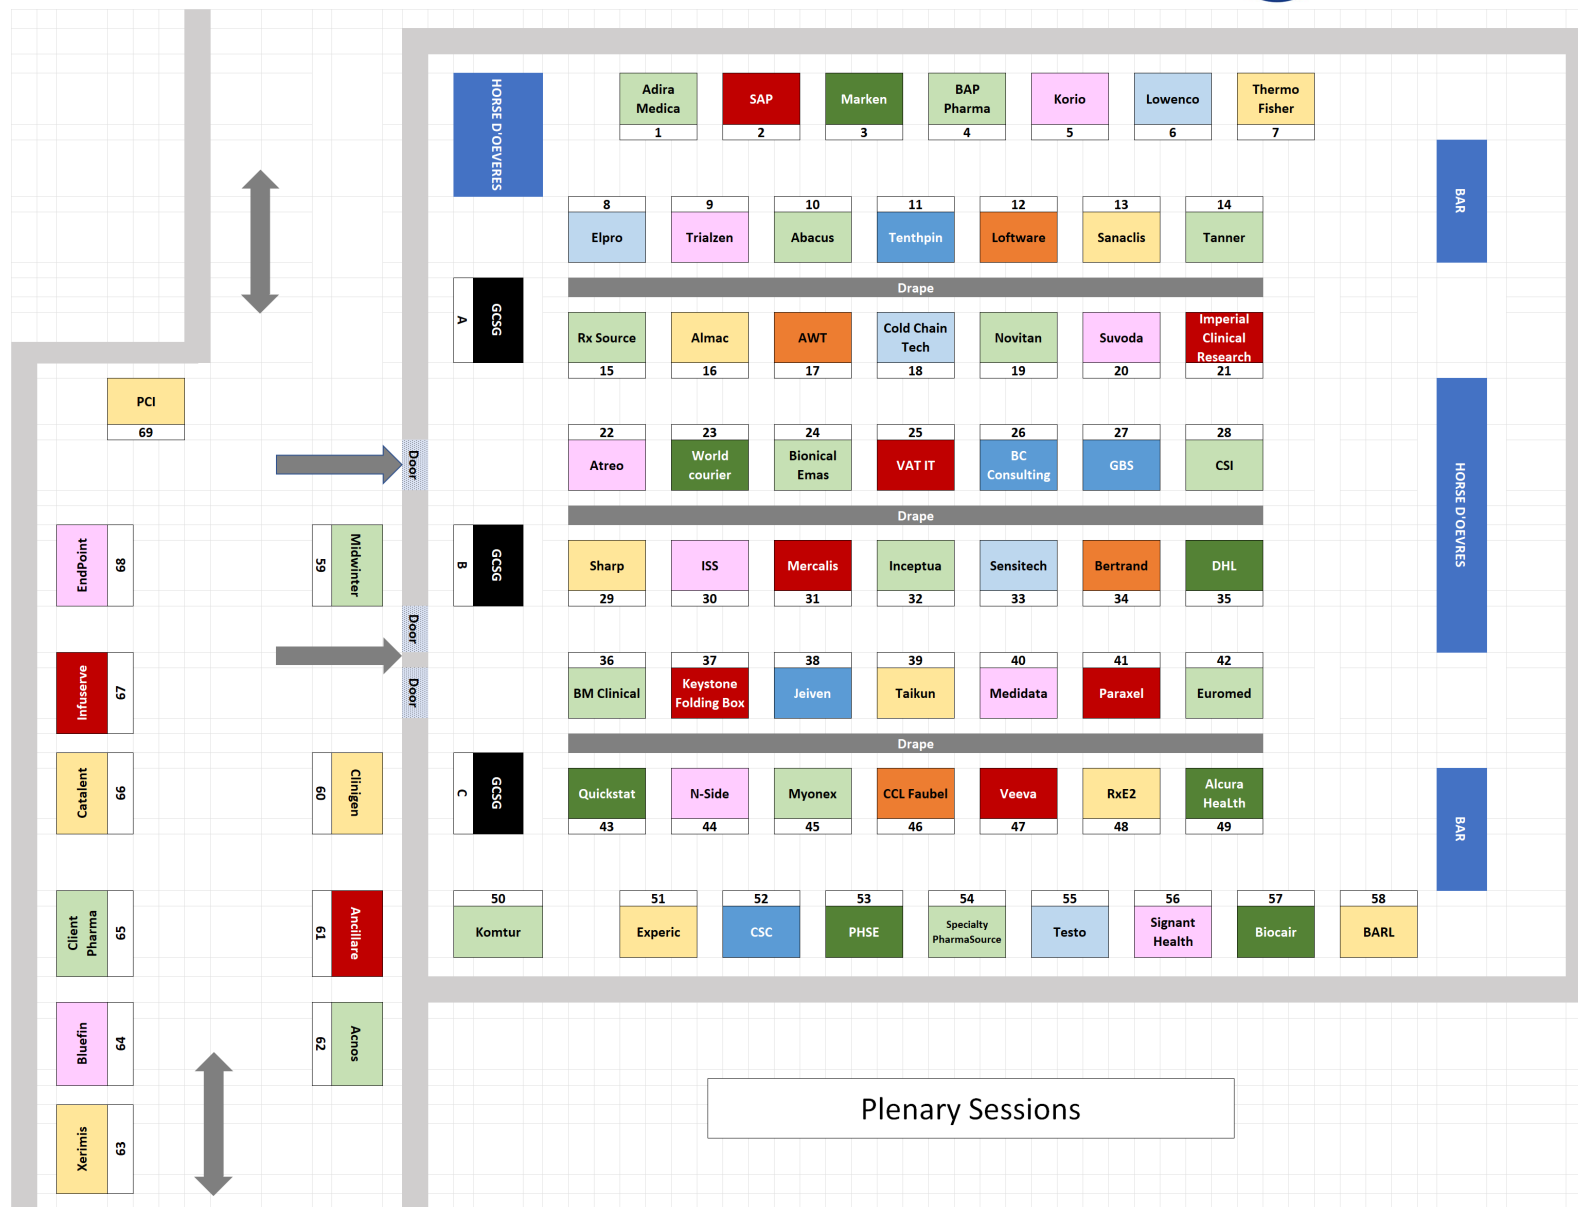 HORSE D'OEVERES
Adira
Medica
1
SAP
2
Marken
3
BAP
Pharma
4
Korio
5
Lowenco
6
Thermo
Fisher
7
BAR
8
Elpro
9
Trialzen
10
Abacus
11
Tenthpin
12
Loftware
13
Sanaclis
14
Tanner
Drape
A
GCSG
Rx Source
15
Almac
16
AWT
17
Cold Chain
Tech
18
Novitan
19
Suvoda
20
Imperial
Clinical
Research
21
PCI
69
Door
22
Atreo
23
World
courier
24
Bionical
Emas
25
VAT IT
26
BC
Consulting
27
GBS
28
CSI
HORSE D'OEVRES
Drape
EndPoint
68
59
Midwinter
B
GCSG
Sharp
29
ISS
30
Mercalis
31
Inceptua
32
Sensitech
33
Bertrand
34
DHL
35
Door
Door
Infuserve
67
36
BM Clinical
37
Keystone
Folding Box
38
Jeiven
39
Taikun
40
Medidata
41
Paraxel
42
Euromed
Drape
Catalent
66
60
Clinigen
C
GCSG
Quickstat
43
N-Side
44
Myonex
45
CCL Faubel
46
Veeva
47
RxE2
48
Alcura
HeaLth
49
BAR
Client
Pharma
65
61
Ancillare
50
Komtur
51
Experic
52
CSC
53
PHSE
54
Specialty
PharmaSource
55
Testo
56
Signant
Health
57
Biocair
58
BARL
Bluefin
64
62
Acnos
Xerimis
63
Plenary Sessions